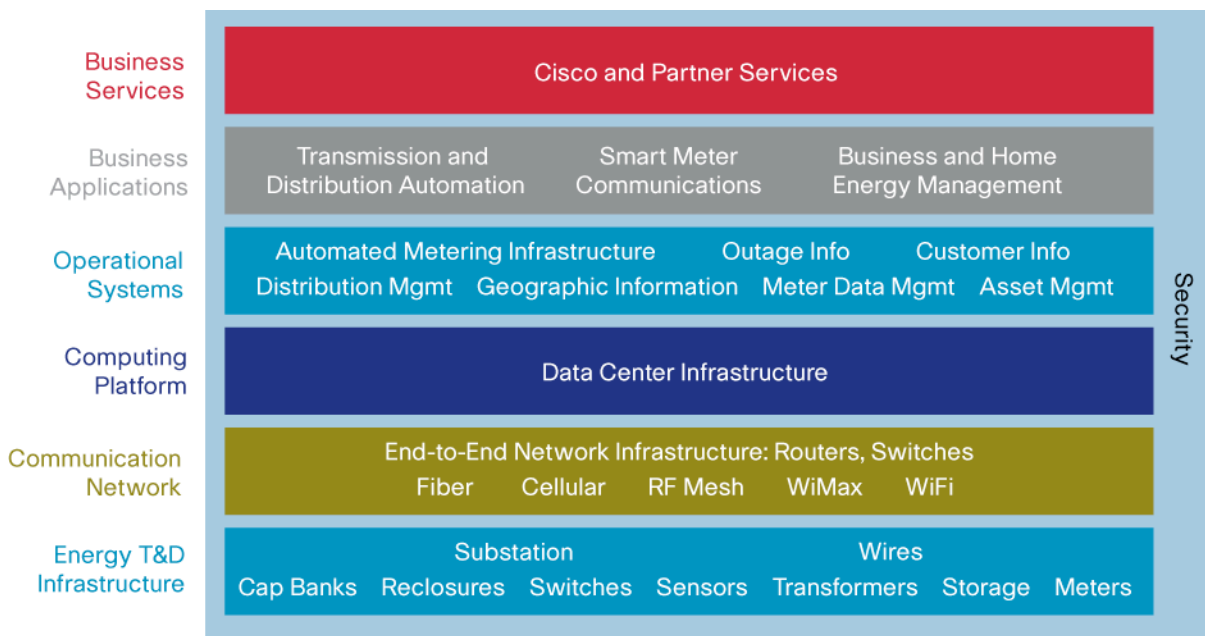 Business
Services
Cisco and Partner Services
Business
Applications
Transmission and
Distribution Automation
Smart Meter
Communications
Business and Home
Energy Management
Operational
Systems
Automated Metering Infrastructure Outage Info Customer Info
Distribution Mgmt Geographic Information Meter Data Mgmt Asset Mgmt
Computing
Platform
Data Center Infrastructure
Communication
Network
End-to-End Network Infrastructure: Routers, Switches
Fiber Cellular RF Mesh WiMax WiFi
Energy T&D
Infrastructure
Substation Wires
Cap Banks Reclosures Switches Sensors Transformers Storage Meters
Security